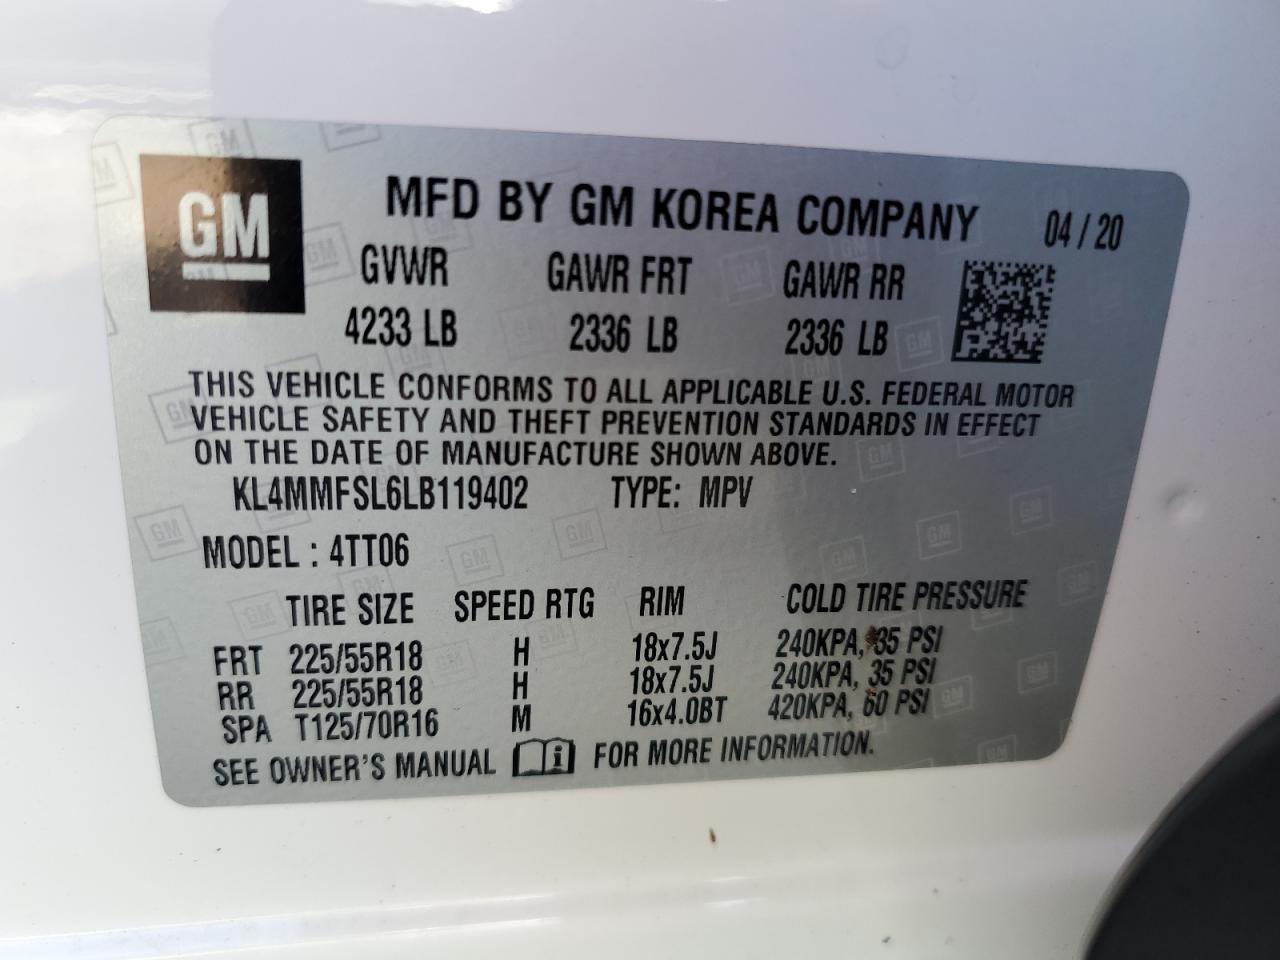 GM
MFD BY GM KOREA COMPANY 04 / 20
GVWR GAWR FRT GAWR RR
4233 LB 2336 LB 2336 LB
THIS VEHICLE CONFORMS TO ALL APPLICABLE U.S. FEDERAL MOTOR
VEHICLE SAFETY AND THEFT PREVENTION STANDARDS IN EFFECT
ON THE DATE OF MANUFACTURE SHOWN ABOVE.
KL4MMFSL6LB119402 TYPE: MPV
MODEL : 4TT06
TIRE SIZE SPEED RTG RIM COLD TIRE PRESSURE
FRT 225/55R18 H 18x7.5J 240KPA, 35 PSI
RR 225/55R18 H 18x7.5J 240KPA, 35 PSI
SPA T125/70R16 M 16x4.0BT 420KPA, 60 PSI
SEE OWNER'S MANUAL i FOR MORE INFORMATION.